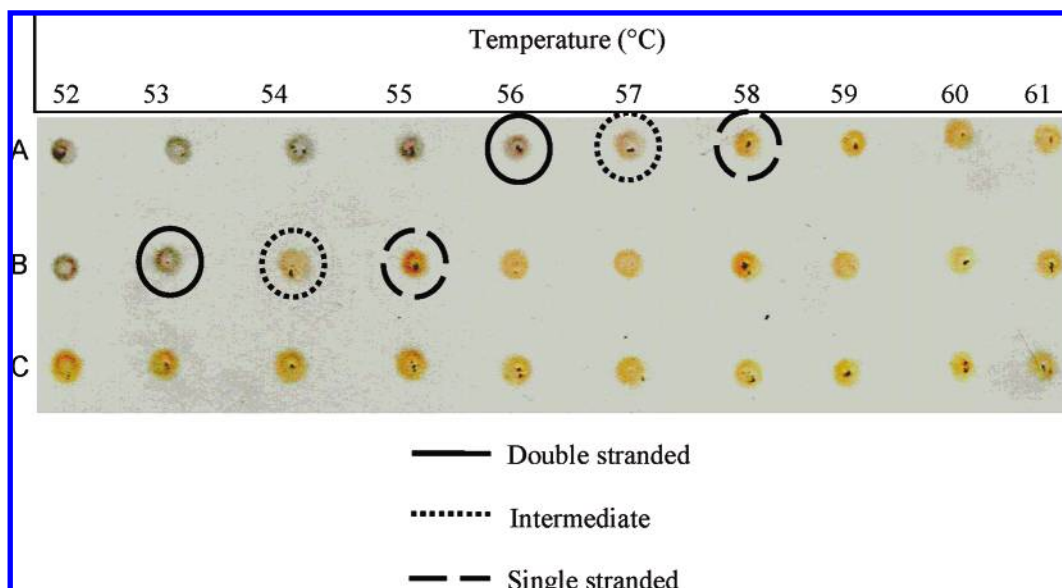 Temperature (°C)
52 53 54 55 56 57 58 59 60 61
A
B
C
Double stranded
Intermediate
Single stranded